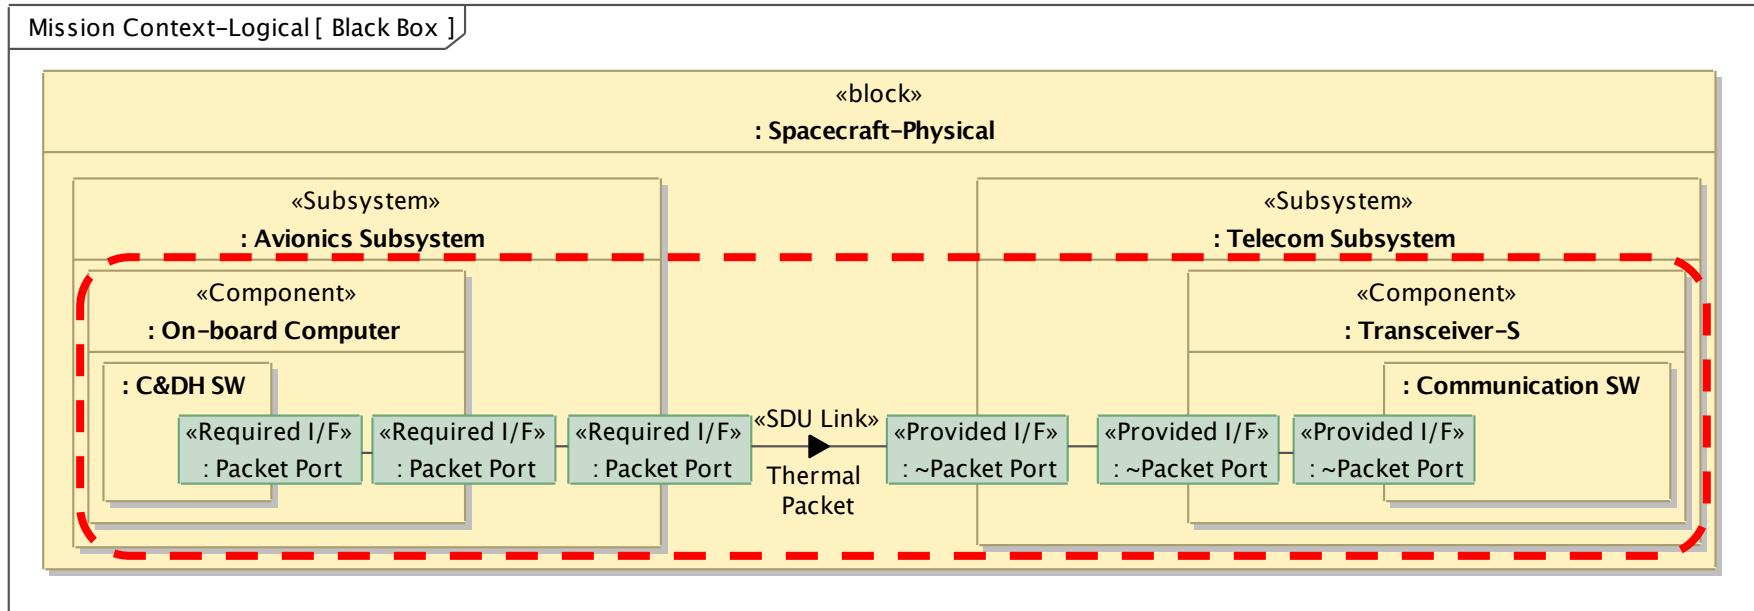 Mission Context-Logical [ Black Box ]
«block»
: Spacecraft-Physical
«Subsystem»
: Avionics Subsystem
«Subsystem»
: Telecom Subsystem
«Component»
: On-board Computer
«Component»
: Transceiver-S
: C&DH SW
: Communication SW
«Required I/F»
: Packet Port
«Required I/F»
: Packet Port
«Required I/F»
: Packet Port
«SDU Link»
Thermal
Packet
«Provided I/F»
: ~Packet Port
«Provided I/F»
: ~Packet Port
«Provided I/F»
: ~Packet Port